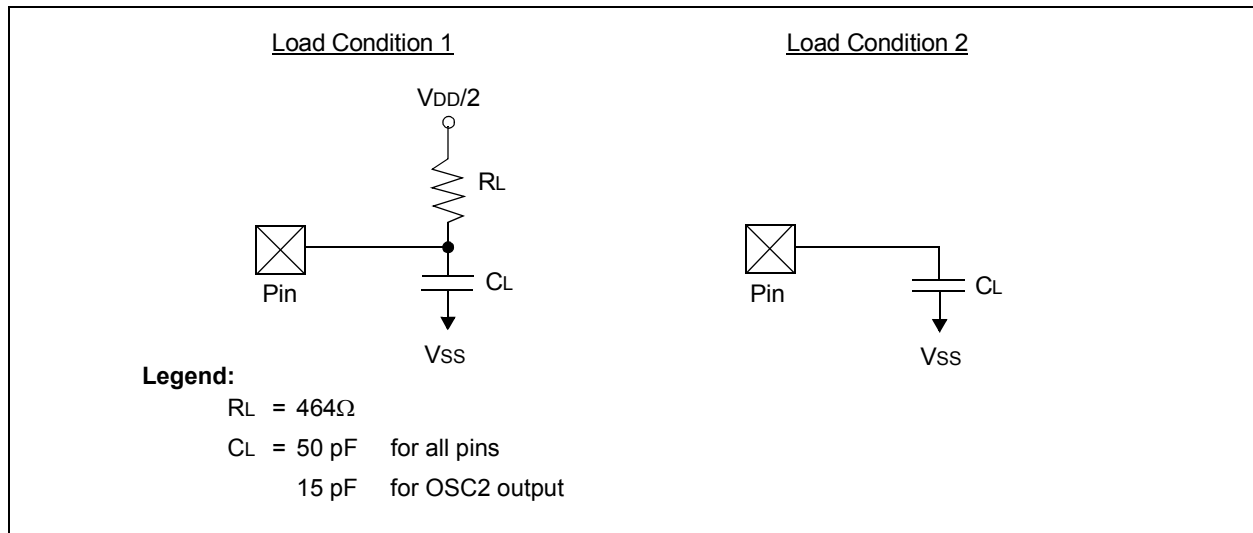 Load Condition 1
VDD/2
RL
Pin
CL
VSS
Load Condition 2
Pin
CL
VSS
Legend:
RL = 464Ω
CL = 50 pF for all pins
15 pF for OSC2 output